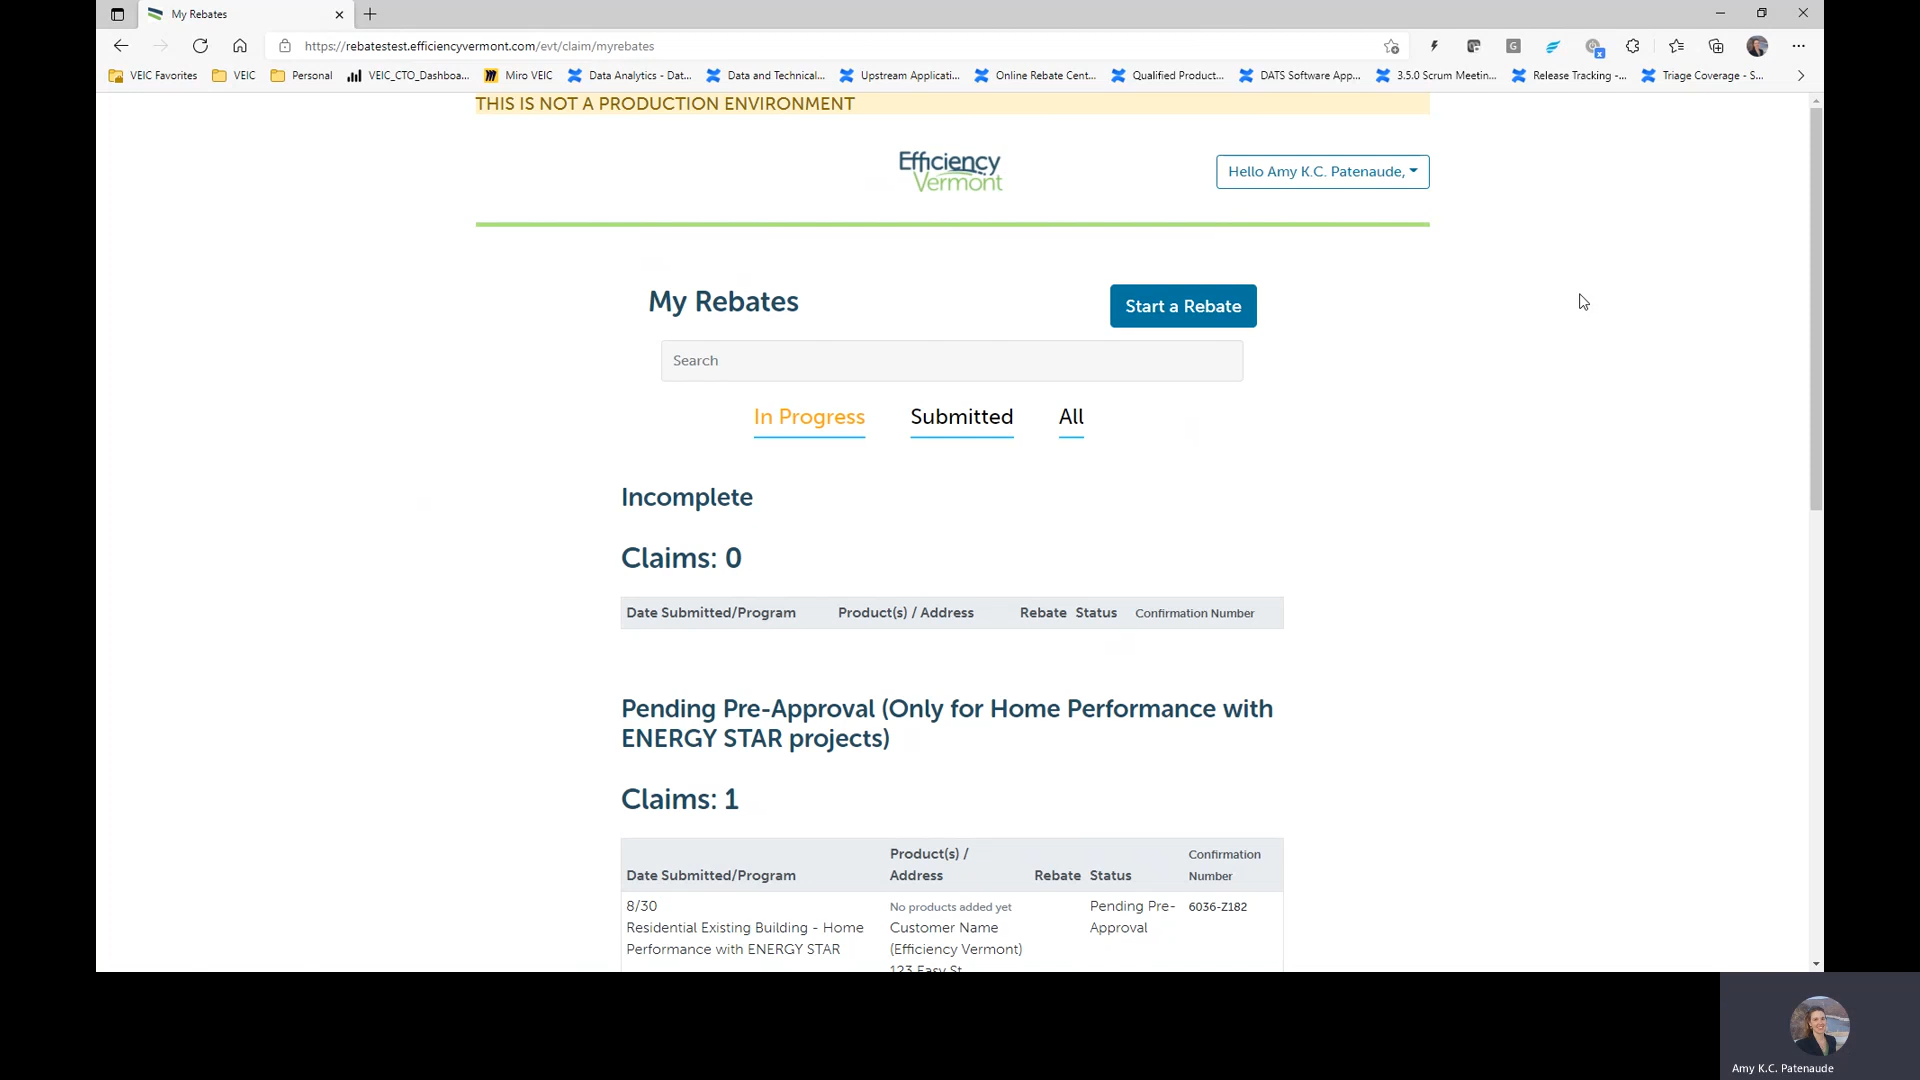 My Rebates
https://rebatestest.efficiencyvermont.com/evt/claim/myrebates
VEIC Favorites
VEIC
Personal
VEIC_CTO_Dashboa...
Miro VEIC
Data Analytics - Dat...
Data and Technical...
Upstream Applicati...
Online Rebate Cent...
Qualified Product...
DATS Software App...
3.5.0 Scrum Meetin...
Release Tracking -...
Triage Coverage - S...
THIS IS NOT A PRODUCTION ENVIRONMENT
Efficiency
Vermont
Hello Amy K.C. Patenaude,
My Rebates
Start a Rebate
Search
In Progress Submitted All
Incomplete
Claims: 0
Date Submitted/Program Product(s) / Address Rebate Status Confirmation Number
Pending Pre-Approval (Only for Home Performance with
ENERGY STAR projects)
Claims: 1
Product(s) / Confirmation
Date Submitted/Program Address Rebate Status Number
8/30 No products added yet Pending Pre- 6036-Z182
Residential Existing Building - Home Customer Name Approval
Performance with ENERGY STAR (Efficiency Vermont)
123 Easy St
Amy K.C. Patenaude